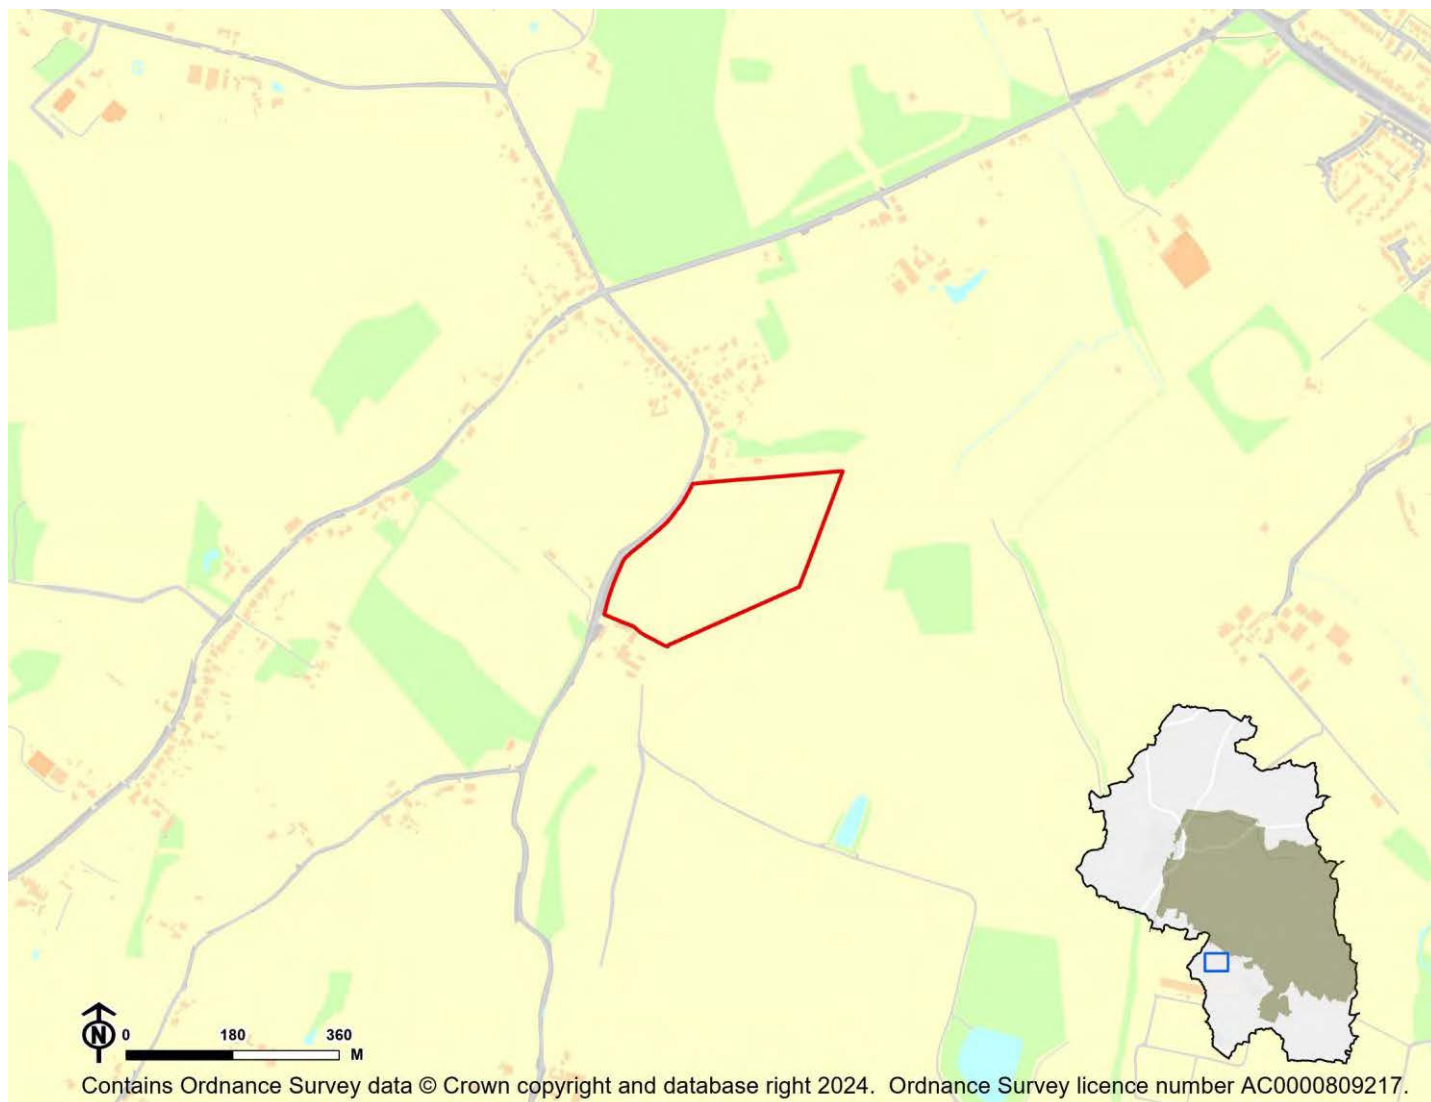 N 0 180 360
M
Contains Ordnance Survey data © Crown copyright and database right 2024. Ordnance Survey licence number AC0000809217.